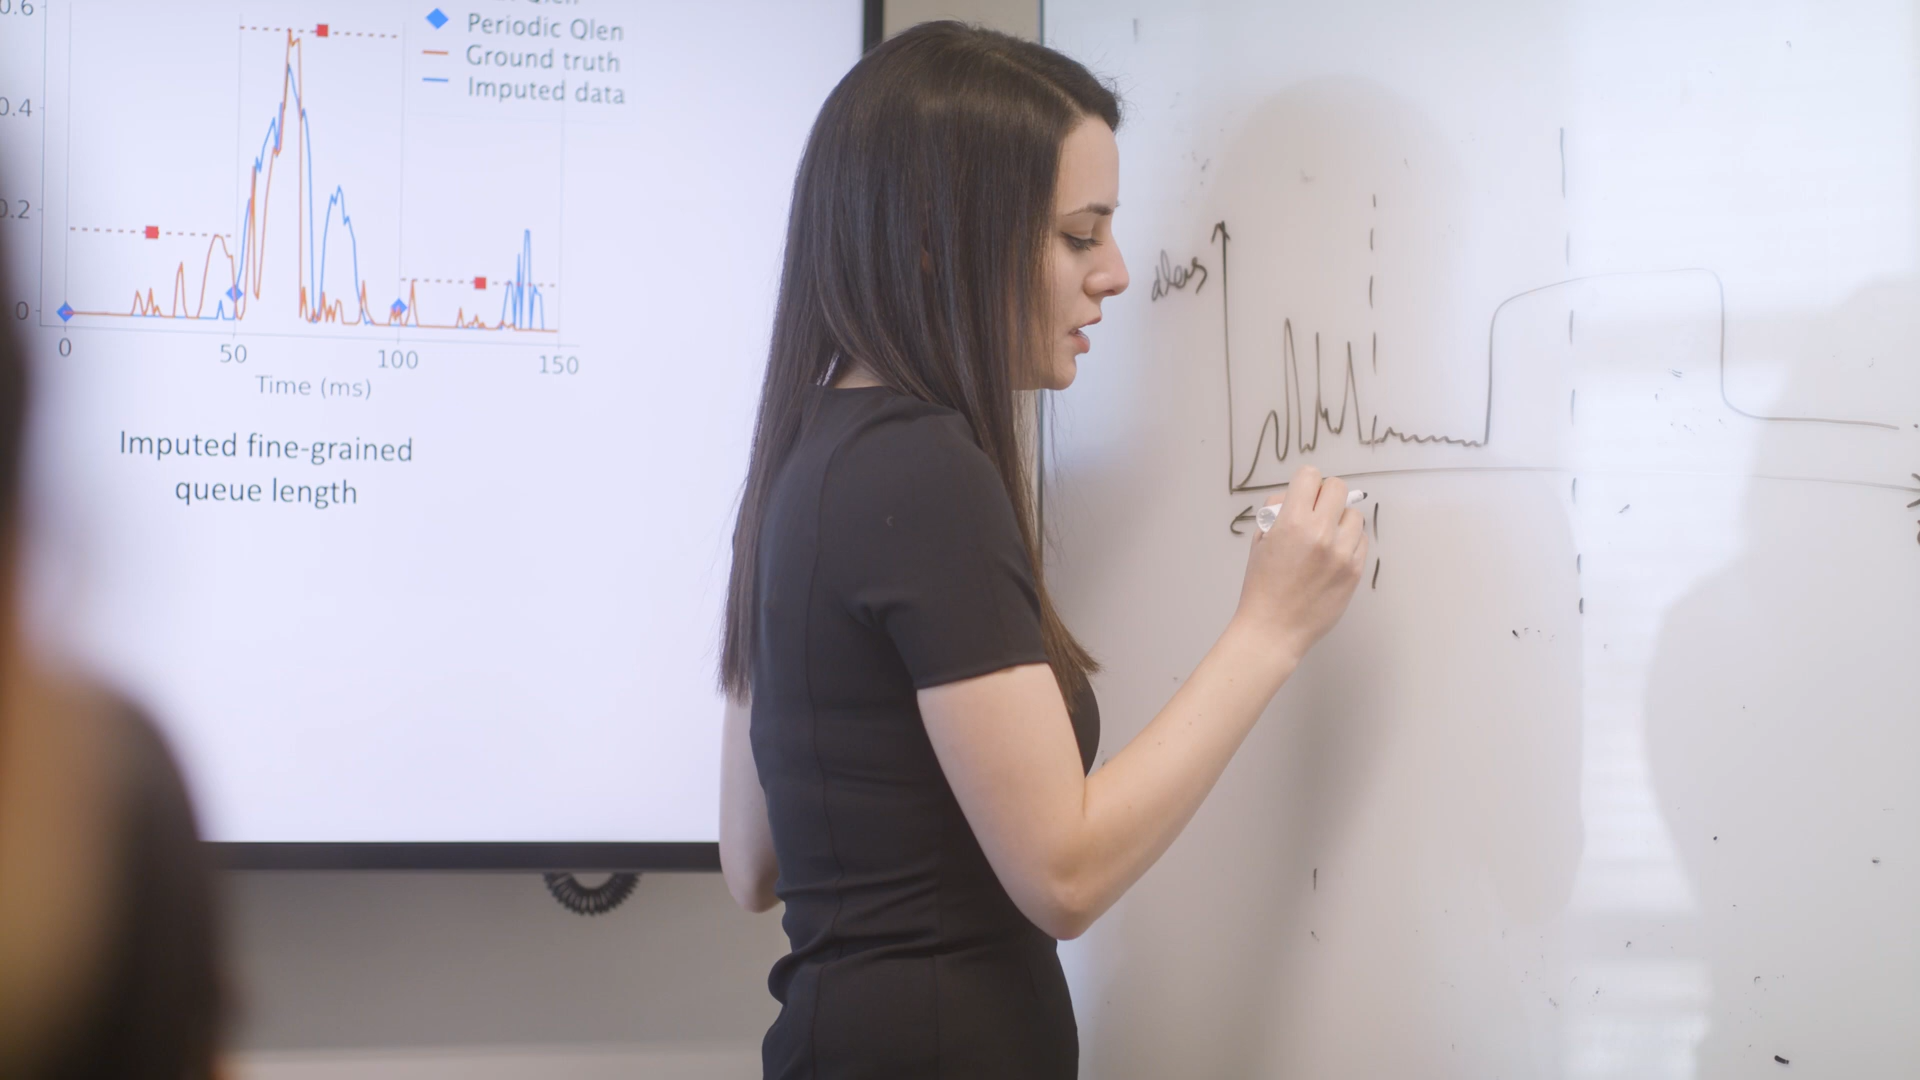 0.6
0.4
0.2
0
Periodic Qlen
Ground truth
Imputed data
0 50 100 150
Time (ms)
Imputed fine-grained
queue length